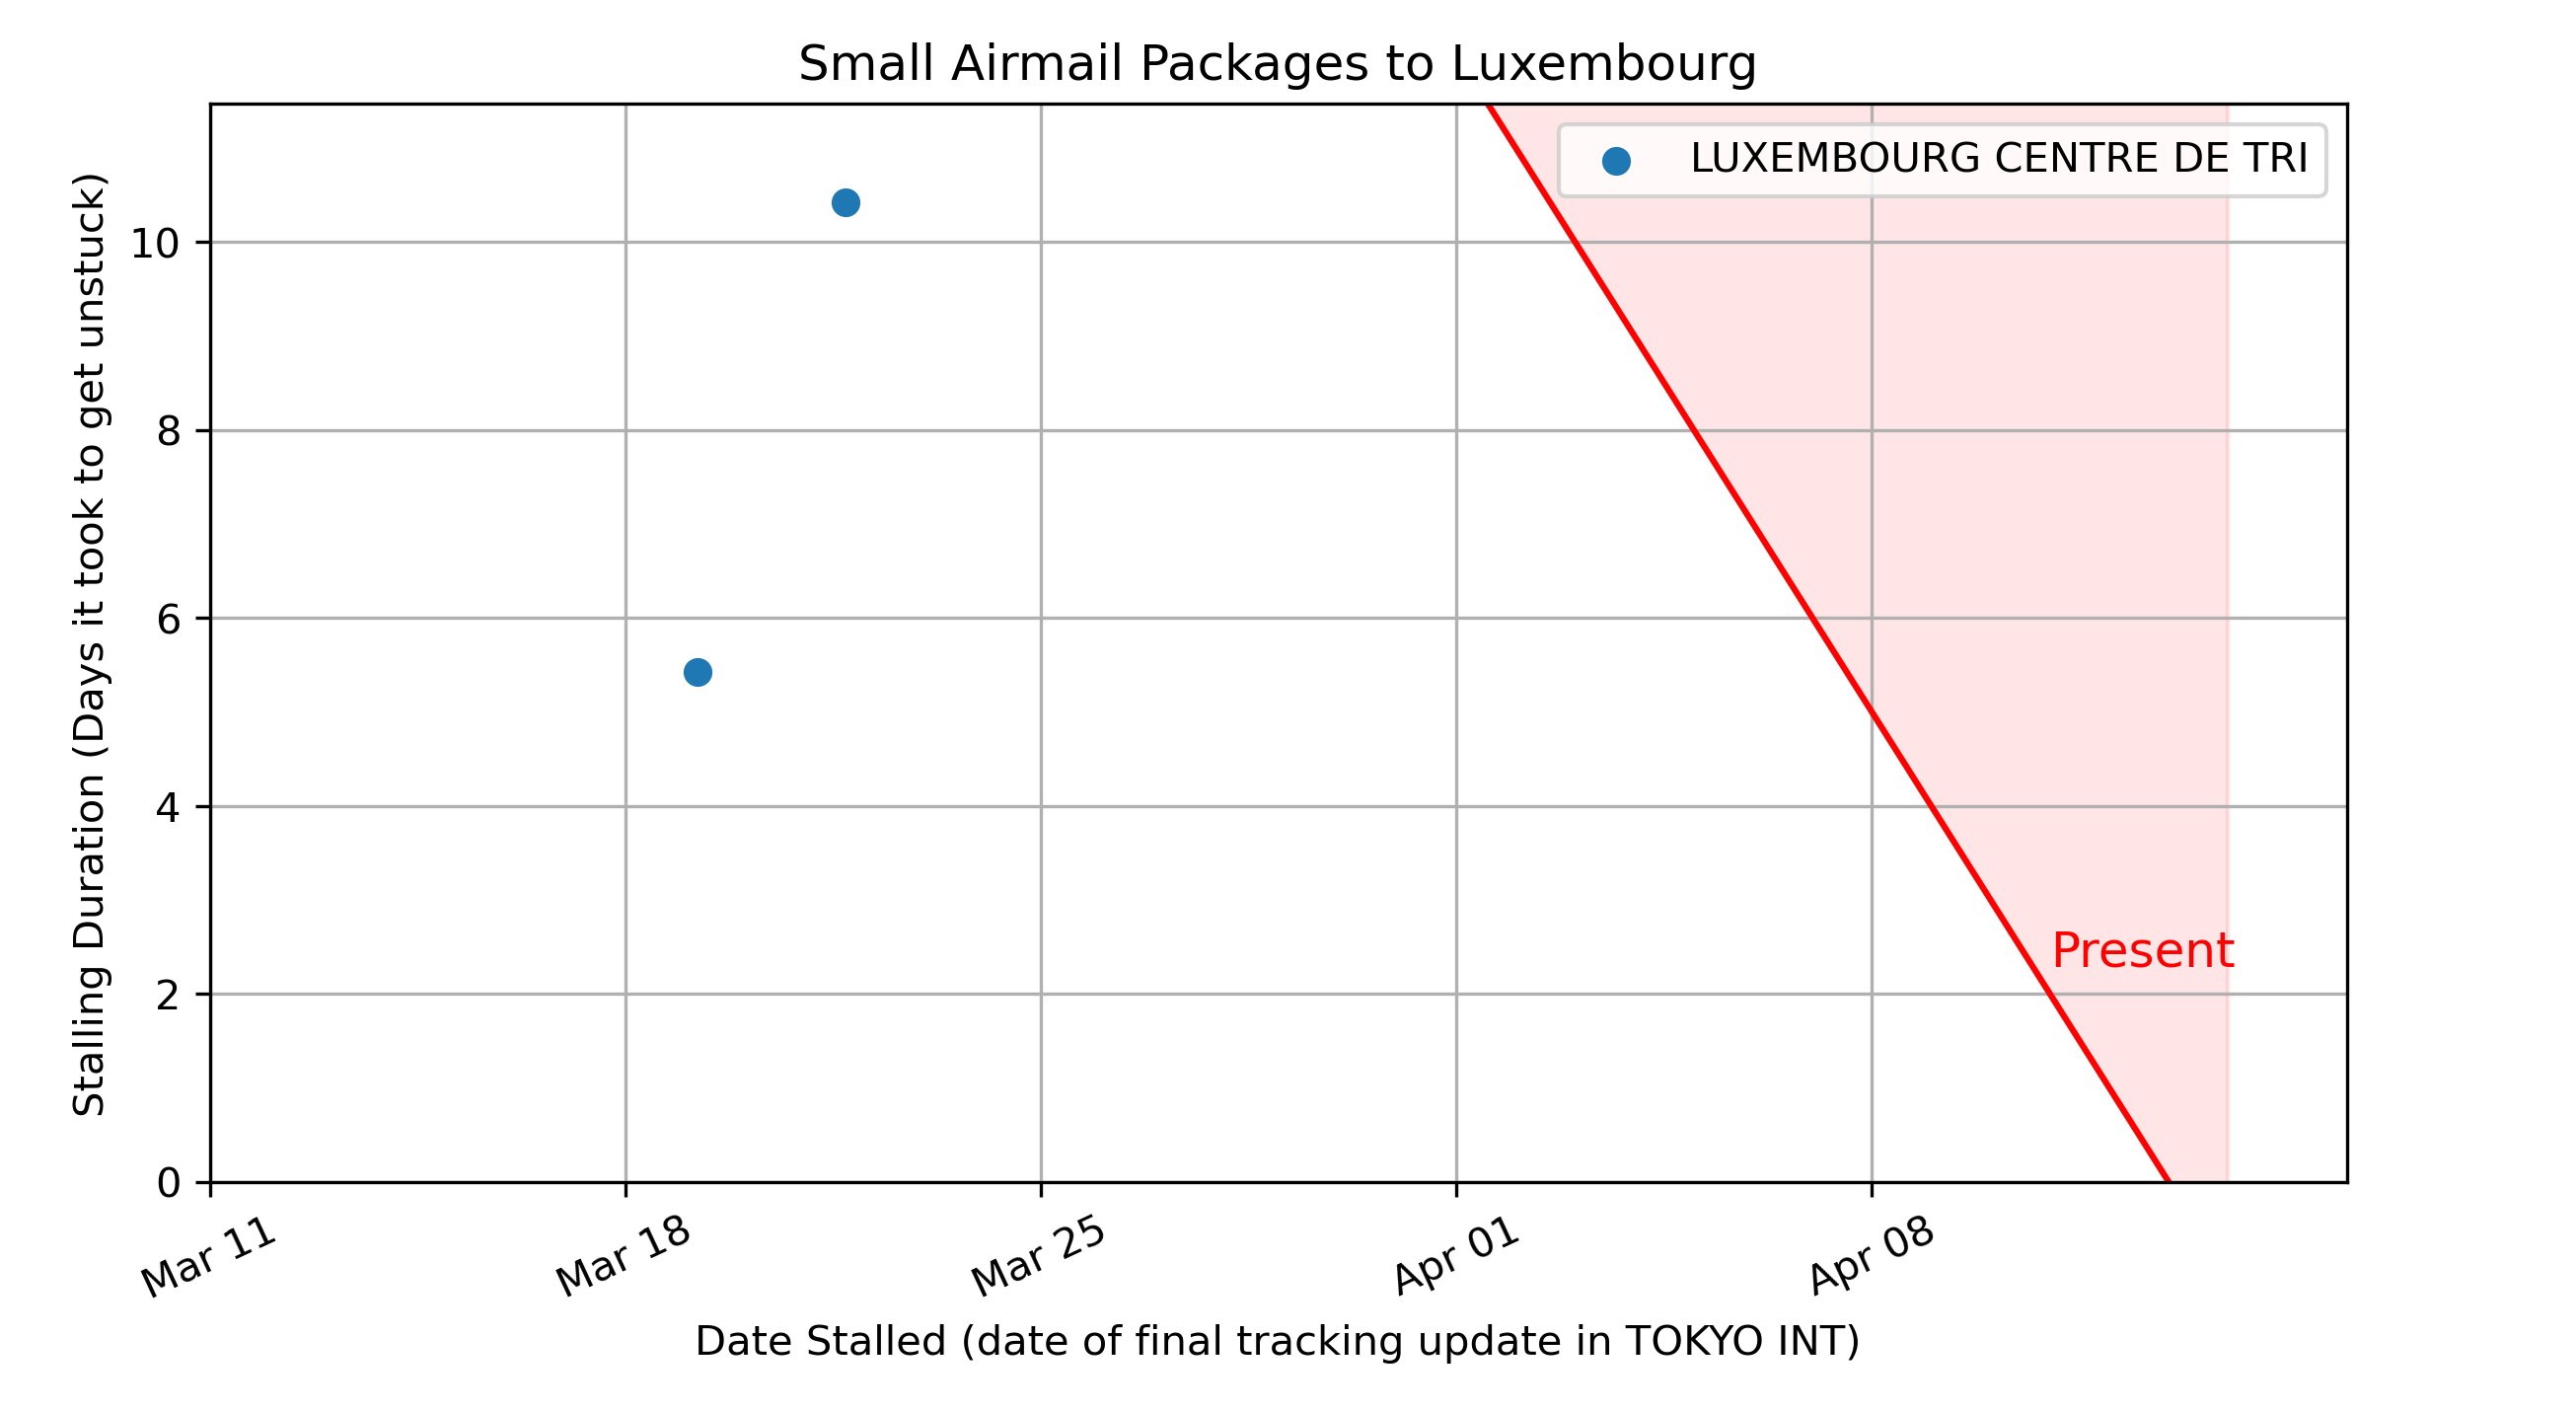 Small Airmail Packages to Luxembourg
LUXEMBOURG CENTRE DE TRI
Stalling Duration (Days it took to get unstuck)
10
8
6
4
2
0
Present
Mar 11
Mar 18
Mar 25
Apr 01
Apr 08
Date Stalled (date of final tracking update in TOKYO INT)